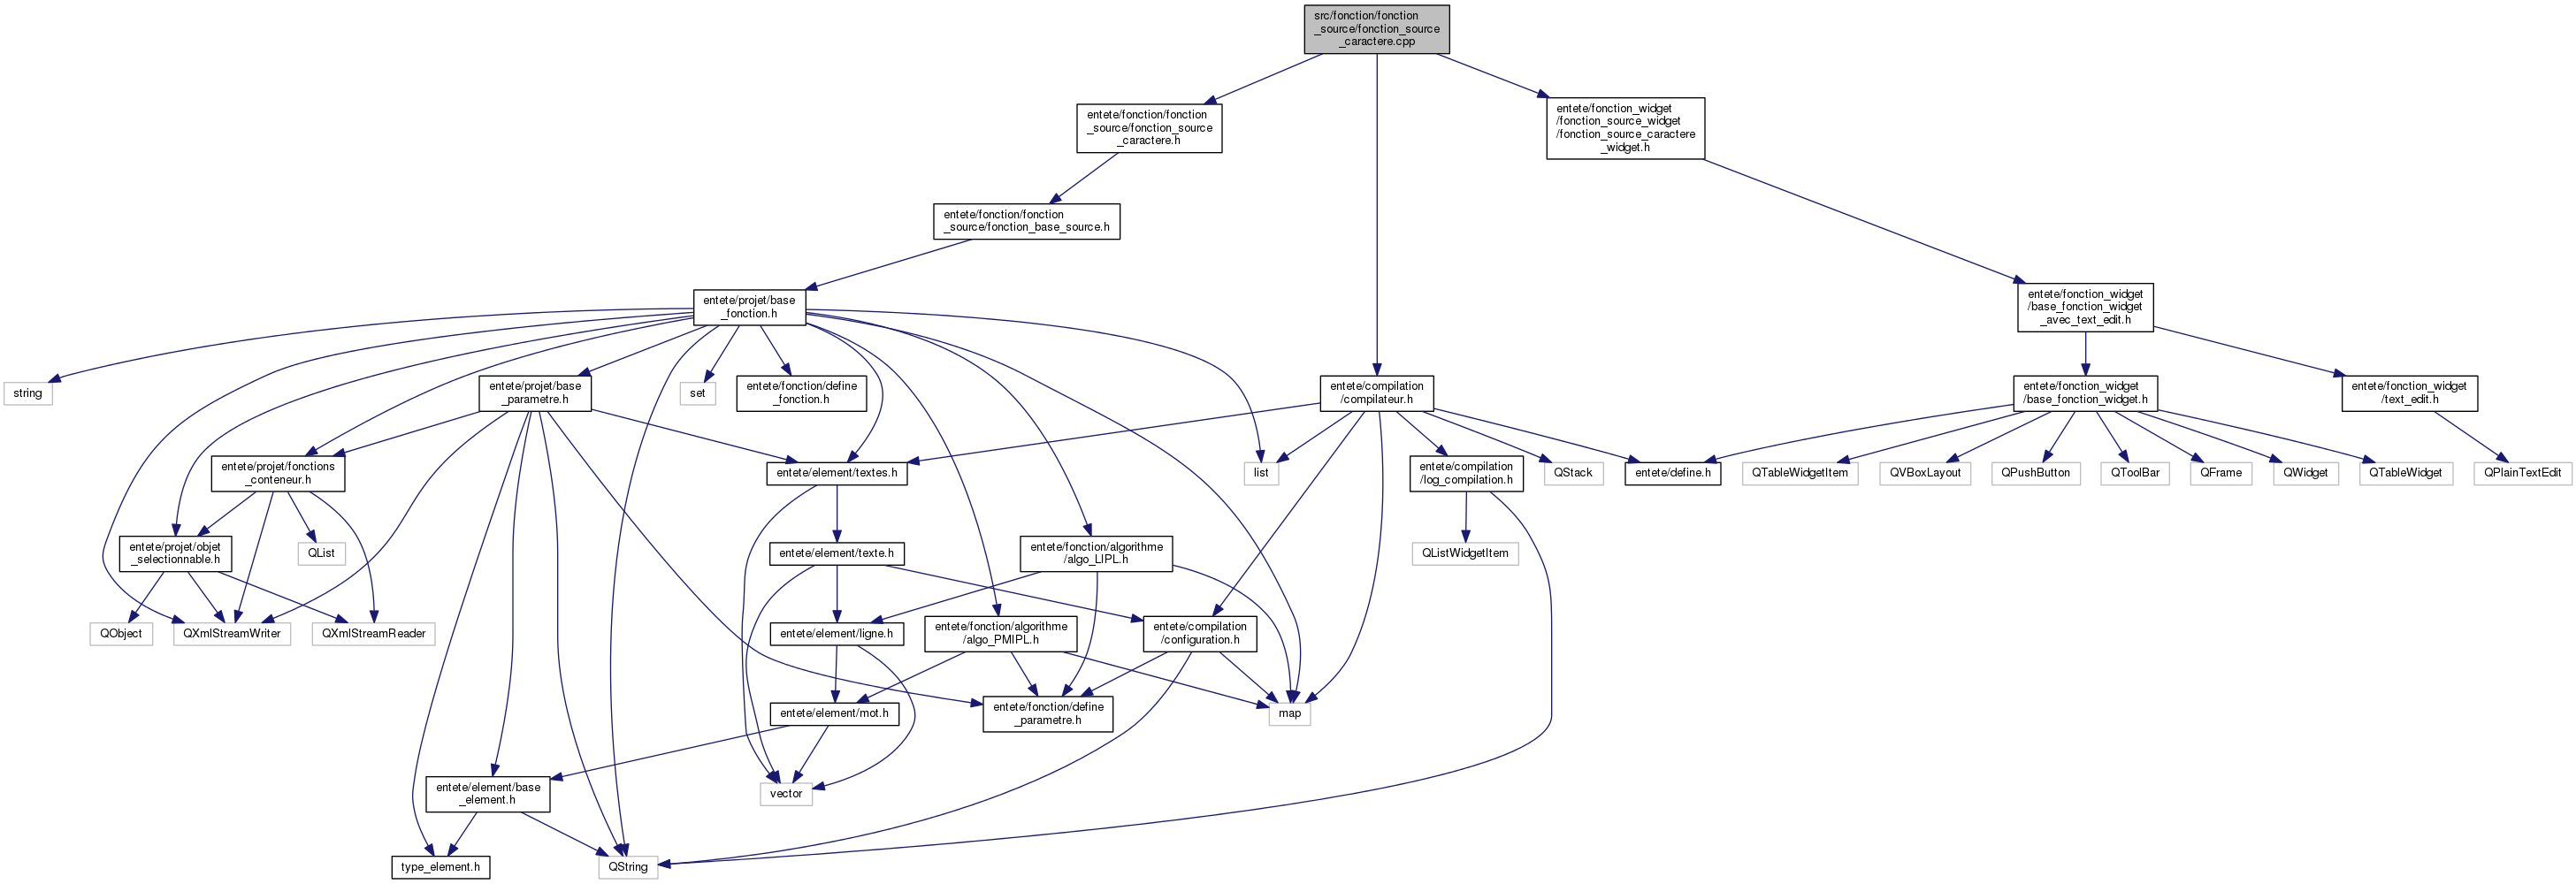 src/fonction/fonction
_source/fonction_source
_caractere.cpp
entete/fonction/fonction
_source/fonction_source
_caractere.h
entete/fonction_widget
/fonction_source_widget
/fonction_source_caractere
_widget.h
entete/fonction/fonction
_source/fonction_base_source.h
entete/projet/base
_fonction.h
entete/fonction_widget
/base_fonction_widget
_avec_text_edit.h
string
entete/projet/base
_parametre.h
set
entete/fonction/define
_fonction.h
entete/compilation
/compilateur.h
entete/fonction_widget
/base_fonction_widget.h
entete/fonction_widget
/text_edit.h
entete/projet/fonctions
_conteneur.h
entete/element/textes.h
list
entete/compilation
/log_compilation.h
QStack
entete/define.h
QTableWidgetItem
QVBoxLayout
QPushButton
QToolBar
QFrame
QWidget
QTableWidget
QPlainTextEdit
entete/projet/objet
_selectionnable.h
QList
entete/element/texte.h
entete/fonction/algorithme
/algo_LIPL.h
QListWidgetItem
QObject
QXmlStreamWriter
QXmlStreamReader
entete/element/ligne.h
entete/fonction/algorithme
/algo_PMIPL.h
entete/compilation
/configuration.h
entete/element/mot.h
entete/fonction/define
_parametre.h
map
entete/element/base
_element.h
vector
type_element.h
QString